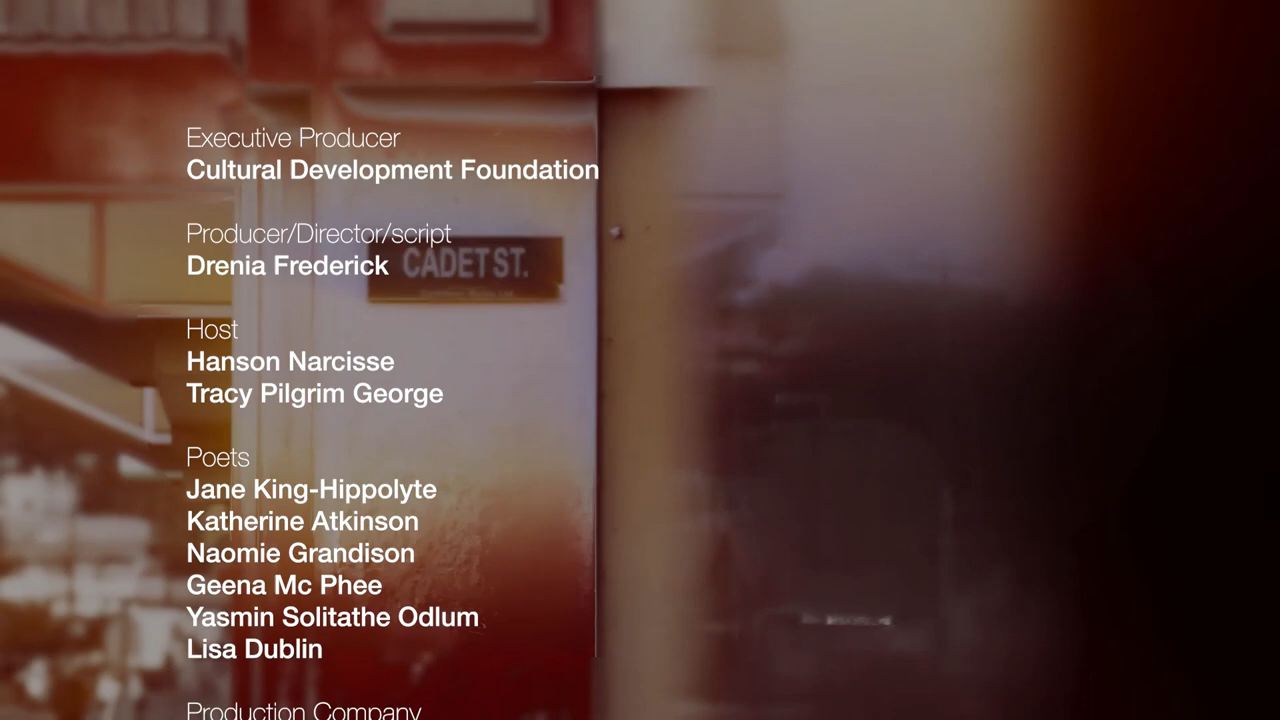 Executive Producer
Cultural Development Foundation
Producer/Director/script
Drenia Frederick
CADET ST.
Host
Hanson Narcisse
Tracy Pilgrim George
Poets
Jane King-Hippolyte
Katherine Atkinson
Naomie Grandison
Geena Mc Phee
Yasmin Solitathe Odlum
Lisa Dublin
Production Company